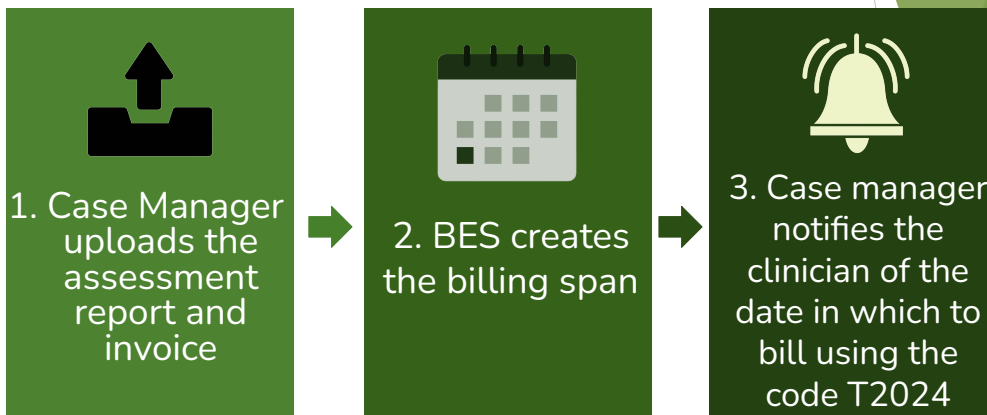 1. Case Manager
uploads the
assessment
report and
invoice
2. BES creates
the billing span
3. Case manager
notifies the
clinician of the
date in which to
bill using the
code T2024